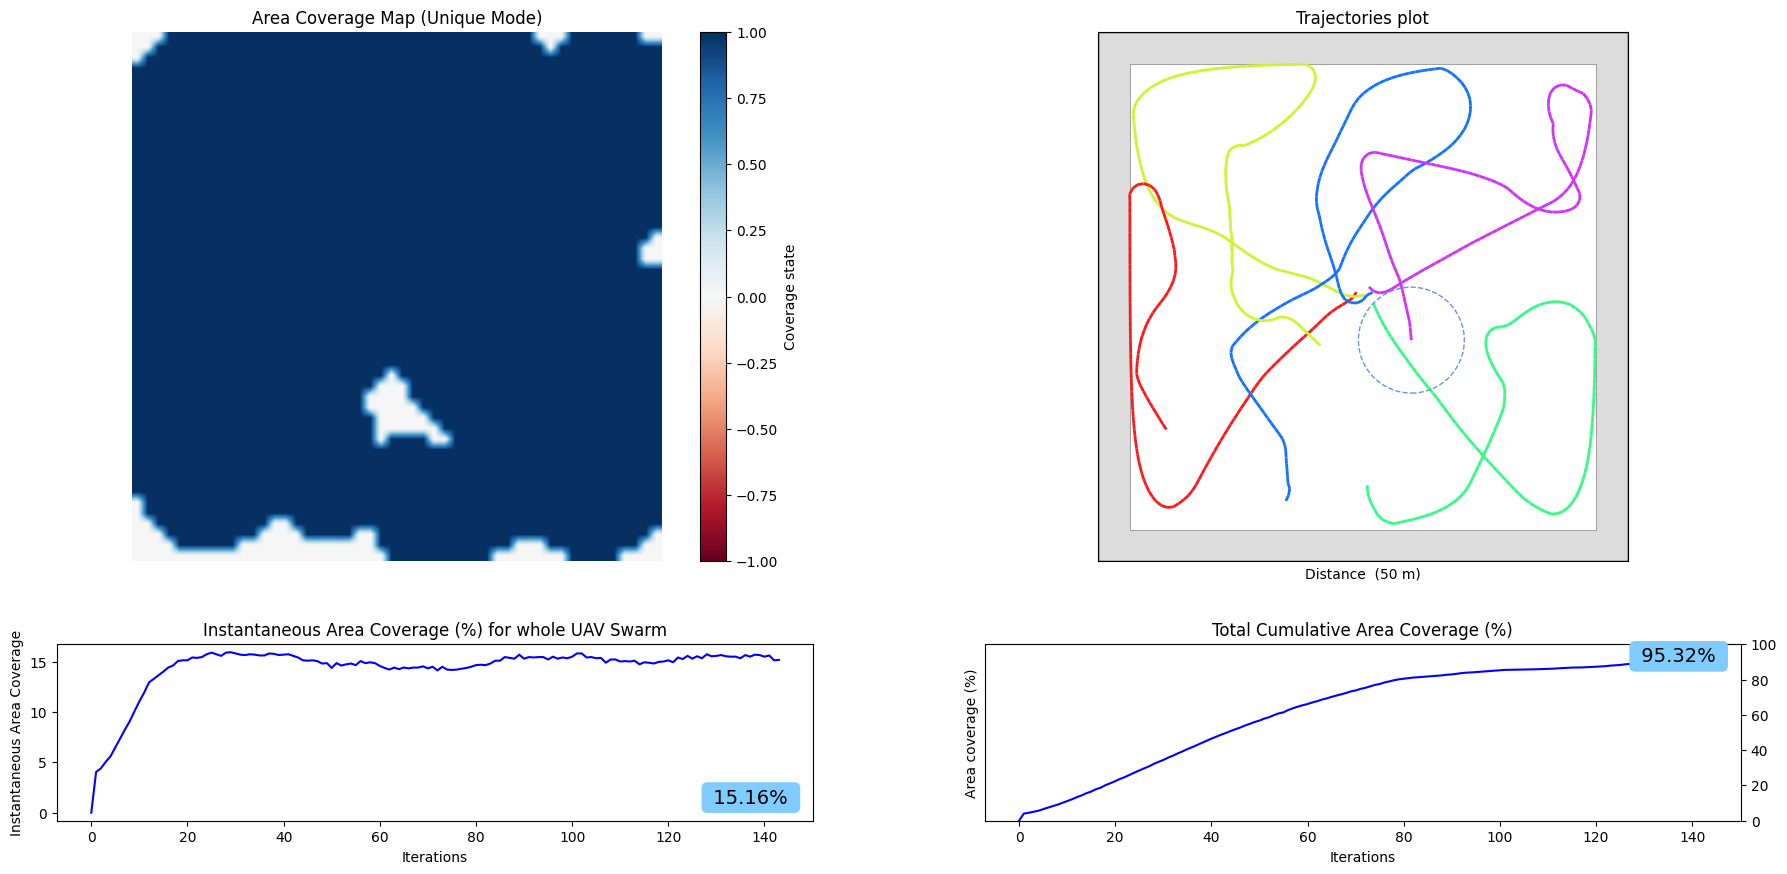 Area Coverage Map (Unique Mode)
1.00
0.75
0.50
0.25
0.00
−0.25
−0.50
−0.75
−1.00
Coverage state
Trajectories plot
Distance  (50 m)
Instantaneous Area Coverage (%) for whole UAV Swarm
Instantaneous Area Coverage
15
10
5
0
15.16%
0 20 40 60 80 100 120 140
Iterations
Total Cumulative Area Coverage (%)
Area coverage (%)
95.32%
100
80
60
40
20
0
0 20 40 60 80 100 120 140
Iterations